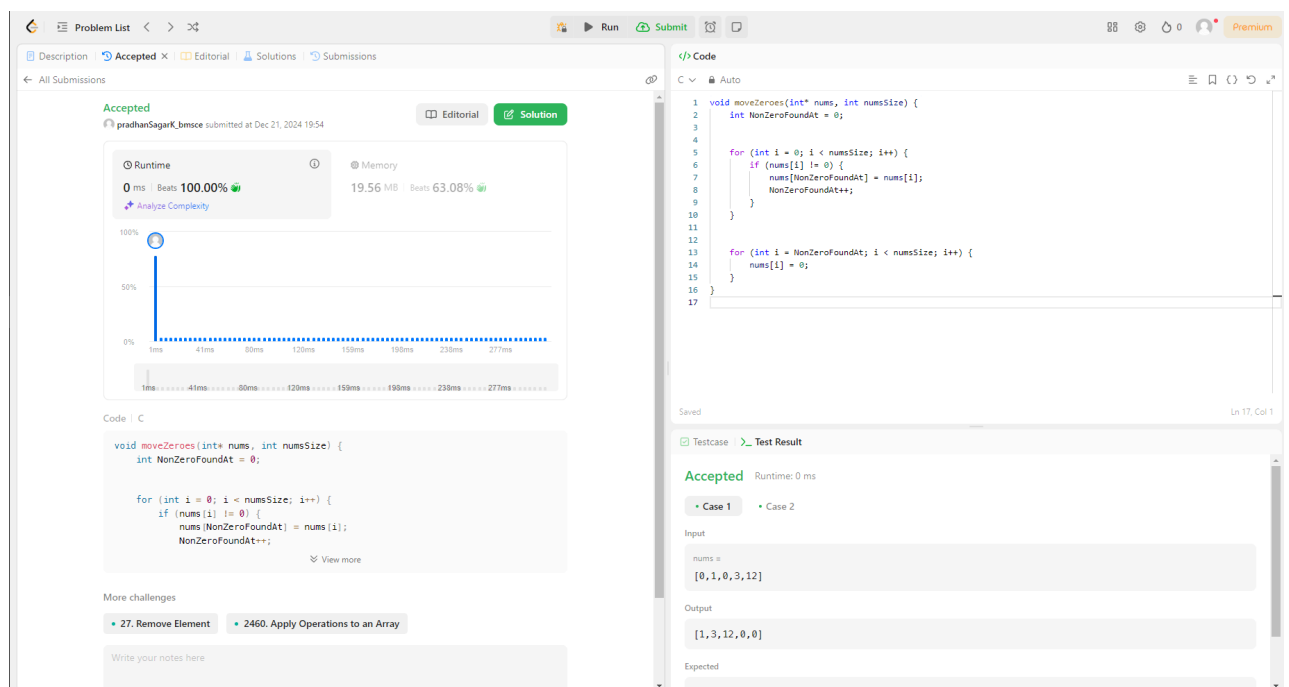 Problem List
Run
Submit
0
Premium
Description
Accepted
Editorial
Solutions
Submissions
All Submissions
Accepted
pradhanSagarK_bmsce submitted at Dec 21, 2024 19:54
Editorial
Solution
Runtime
0 ms Beats 100.00%
Analyze Complexity
Memory
19.56 MB Beats 63.08%
100%
50%
0%
1ms 41ms 80ms 120ms 159ms 198ms 238ms 277ms
1ms 41ms 80ms 120ms 159ms 198ms 238ms 277ms
Code | C
void moveZeroes(int* nums, int numsSize) {
int NonZeroFoundAt = 0;
for (int i = 0; i < numsSize; i++) {
if (nums[i] != 0) {
nums[NonZeroFoundAt] = nums[i];
NonZeroFoundAt++;
View more
More challenges
27. Remove Element
2460. Apply Operations to an Array
Write your notes here
</> Code
C
Auto
1 void moveZeroes(int* nums, int numsSize) {
2 int NonZeroFoundAt = 0;
3
4
5 for (int i = 0; i < numsSize; i++) {
6 if (nums[i] != 0) {
7 nums[NonZeroFoundAt] = nums[i];
8 NonZeroFoundAt++;
9 }
10 }
11
12
13 for (int i = NonZeroFoundAt; i < numsSize; i++) {
14 nums[i] = 0;
15 }
16 }
17
Saved
Ln 17, Col 1
Testcase
>_ Test Result
Accepted Runtime: 0 ms
• Case 1
• Case 2
Input
nums =
[0,1,0,3,12]
Output
[1,3,12,0,0]
Expected